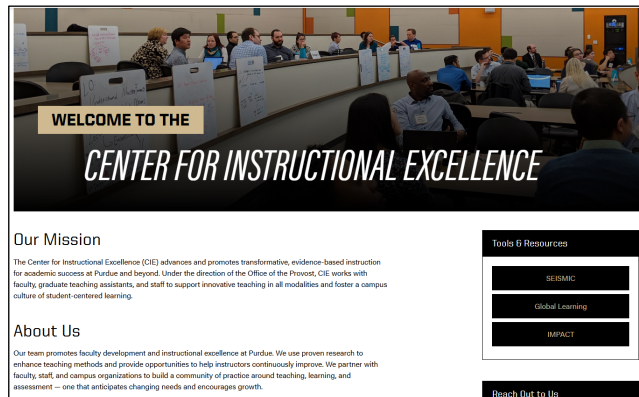 WELCOME TO THE
CENTER FOR INSTRUCTIONAL EXCELLENCE
Our Mission
The Center for Instructional Excellence (CIE) advances and promotes transformative, evidence-based instruction
for academic success at Purdue and beyond. Under the direction of the Office of the Provost, CIE works with
faculty, graduate teaching assistants, and staff to support innovative teaching in all modalities and foster a campus
culture of student-centered learning.
About Us
Our team promotes faculty development and instructional excellence at Purdue. We use proven research to
enhance teaching methods and provide opportunities to help instructors continuously improve. We partner with
faculty, staff, and campus organizations to build a community of practice around teaching, learning, and
assessment — one that anticipates changing needs and encourages growth.
Tools & Resources
SEISMIC
Global Learning
IMPACT
Reach Out to Us